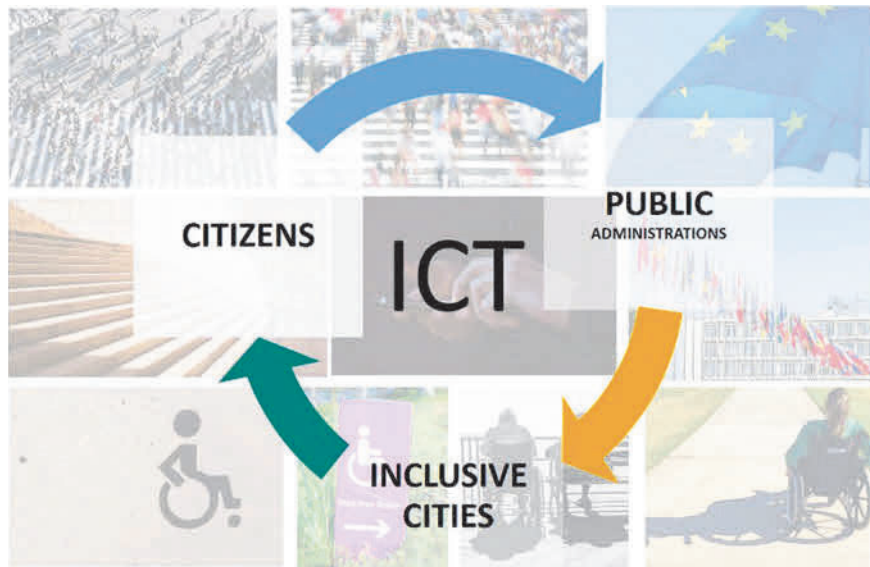 CITIZENS
ICT
PUBLIC
ADMINISTRATIONS
INCLUSIVE
CITIES